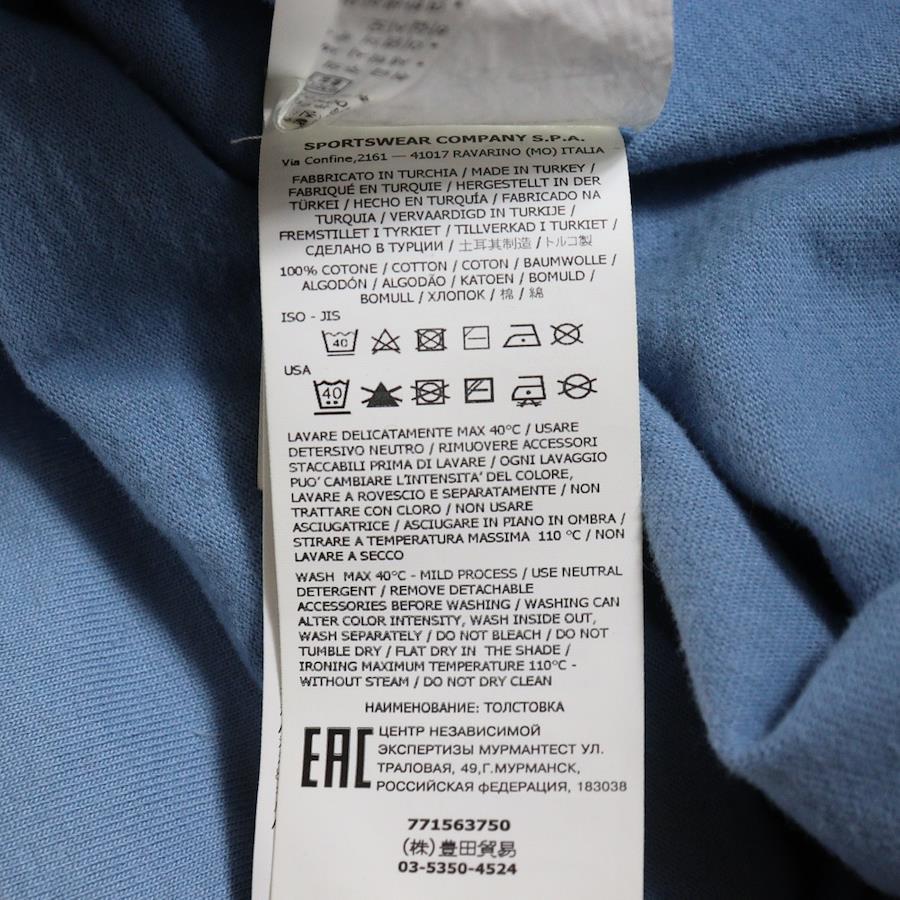 SPORTSWEAR COMPANY S.P.A.
Via Confine,2161 — 41017 RAVARINO (MO) ITALIA
FABBRICATO IN TURCHIA / MADE IN TURKEY /
FABRIQUÉ EN TURQUIE / HERGESTELLT IN DER
TÜRKEI / HECHO EN TURQUÍA / FABRICADO NA
TURQUIA / VERVAARDIGD IN TURKIJE /
FREMSTILLET I TYRKIET / TILLVERKAD I TURKIET /
СДЕЛАНО В ТУРЦИИ / 土耳其制造 / トルコ製
100% COTONE / COTTON / COTON / BAUMWOLLE /
ALGODÓN / ALGODÃO / KATOEN / BOMULD /
BOMULL / ХЛОПОК / 棉 / 綿
ISO - JIS
40
USA
40
LAVARE DELICATAMENTE MAX 40°C / USARE
DETERSIVO NEUTRO / RIMUOVERE ACCESSORI
STACCABILI PRIMA DI LAVARE / OGNI LAVAGGIO
PUO' CAMBIARE L'INTENSITA' DEL COLORE,
LAVARE A ROVESCIO E SEPARATAMENTE / NON
TRATTARE CON CLORO / NON USARE
ASCIUGATRICE / ASCIUGARE IN PIANO IN OMBRA /
STIRARE A TEMPERATURA MASSIMA 110 °C / NON
LAVARE A SECCO
WASH MAX 40°C - MILD PROCESS / USE NEUTRAL
DETERGENT / REMOVE DETACHABLE
ACCESSORIES BEFORE WASHING / WASHING CAN
ALTER COLOR INTENSITY, WASH INSIDE OUT,
WASH SEPARATELY / DO NOT BLEACH / DO NOT
TUMBLE DRY / FLAT DRY IN THE SHADE /
IRONING MAXIMUM TEMPERATURE 110°C -
WITHOUT STEAM / DO NOT DRY CLEAN
НАИМЕНОВАНИЕ: ТОЛСТОВКА
EAC ЦЕНТР НЕЗАВИСИМОЙ
ЭКСПЕРТИЗЫ МУРМАНТЕСТ УЛ.
ТРАЛОВАЯ, 49,Г.МУРМАНСК,
РОССИЙСКАЯ ФЕДЕРАЦИЯ, 183038
771563750
(株)豊田貿易
03-5350-4524